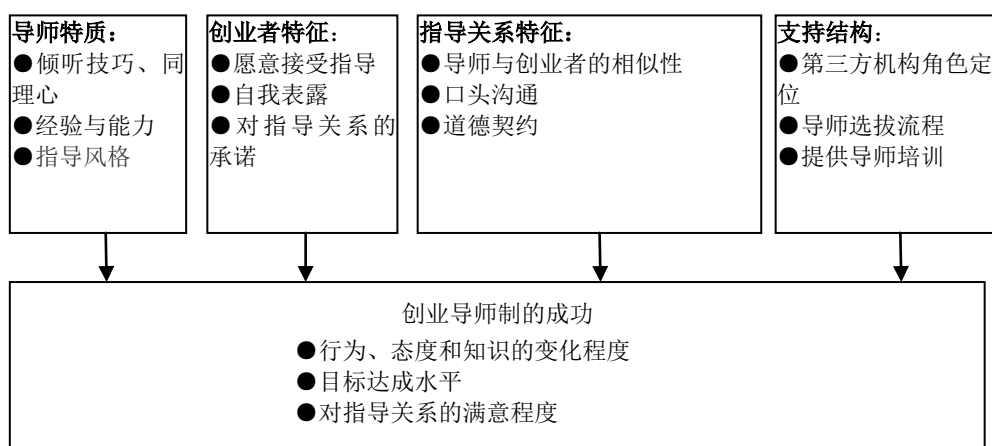 导师特质：
●倾听技巧、同
理心
●经验与能力
●指导风格
创业者特征：
●愿意接受指导
●自我表露
●对指导关系的
承诺
指导关系特征：
●导师与创业者的相似性
●口头沟通
●道德契约
支持结构：
●第三方机构角色定
位
●导师选拔流程
●提供导师培训
创业导师制的成功
●行为、态度和知识的变化程度
●目标达成水平
●对指导关系的满意程度